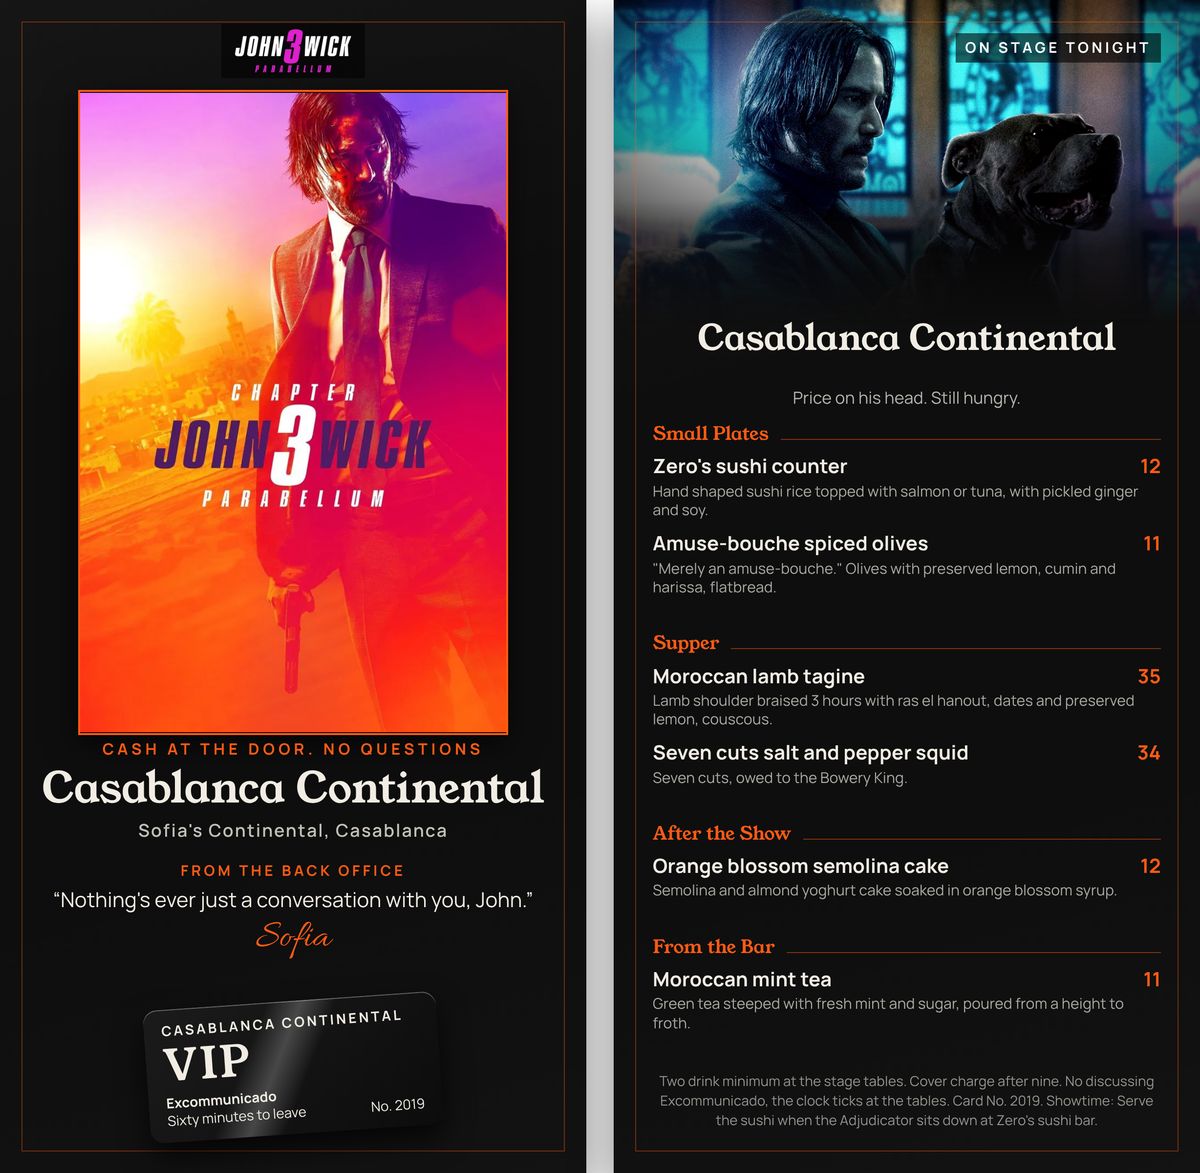 JOHN 3 WICK
PARABELLUM
CHAPTER
JOHN 3 WICK
PARABELLUM
CASH AT THE DOOR. NO QUESTIONS
Casablanca Continental
Sofia's Continental, Casablanca
FROM THE BACK OFFICE
“Nothing's ever just a conversation with you, John.”
Sofia
CASABLANCA CONTINENTAL
VIP
Excommunicado
Sixty minutes to leave
No. 2019
ON STAGE TONIGHT
Casablanca Continental
Price on his head. Still hungry.
Small Plates
Zero's sushi counter 12
Hand shaped sushi rice topped with salmon or tuna, with pickled ginger
and soy.
Amuse-bouche spiced olives 11
"Merely an amuse-bouche." Olives with preserved lemon, cumin and
harissa, flatbread.
Supper
Moroccan lamb tagine 35
Lamb shoulder braised 3 hours with ras el hanout, dates and preserved
lemon, couscous.
Seven cuts salt and pepper squid 34
Seven cuts, owed to the Bowery King.
After the Show
Orange blossom semolina cake 12
Semolina and almond yoghurt cake soaked in orange blossom syrup.
From the Bar
Moroccan mint tea 11
Green tea steeped with fresh mint and sugar, poured from a height to
froth.
Two drink minimum at the stage tables. Cover charge after nine. No discussing
Excommunicado, the clock ticks at the tables. Card No. 2019. Showtime: Serve
the sushi when the Adjudicator sits down at Zero's sushi bar.